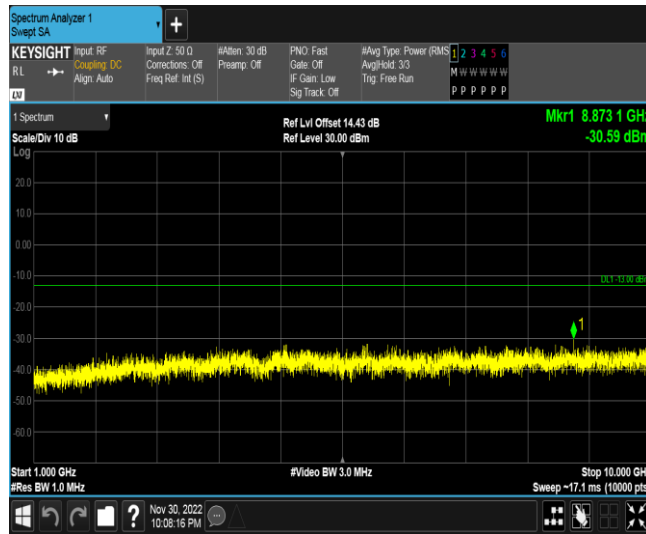 Spectrum Analyzer 1
Swept SA
+
KEYSIGHT
RL
LXI
Input: RF
Coupling: DC
Align: Auto
Input Z: 50 Ω
Corrections: Off
Freq Ref: Int (S)
#Atten: 30 dB
Preamp: Off
PNO: Fast
Gate: Off
IF Gain: Low
Sig Track: Off
#Avg Type: Power (RMS
Avg|Hold: 3/3
Trig: Free Run
1 2 3 4 5 6
M W W W W W
P P P P P P
1 Spectrum
Scale/Div 10 dB
Log
Ref Lvl Offset 14.43 dB
Ref Level 30.00 dBm
Mkr1 8.873 1 GHz
-30.59 dBm
20.0
10.0
0.00
-10.0
DL1 -13.00 dBm
-20.0
1
-30.0
-40.0
-50.0
-60.0
Start 1.000 GHz
#Res BW 1.0 MHz
#Video BW 3.0 MHz
Stop 10.000 GHz
Sweep ~17.1 ms (10000 pts
?
Nov 30, 2022
10:08:16 PM